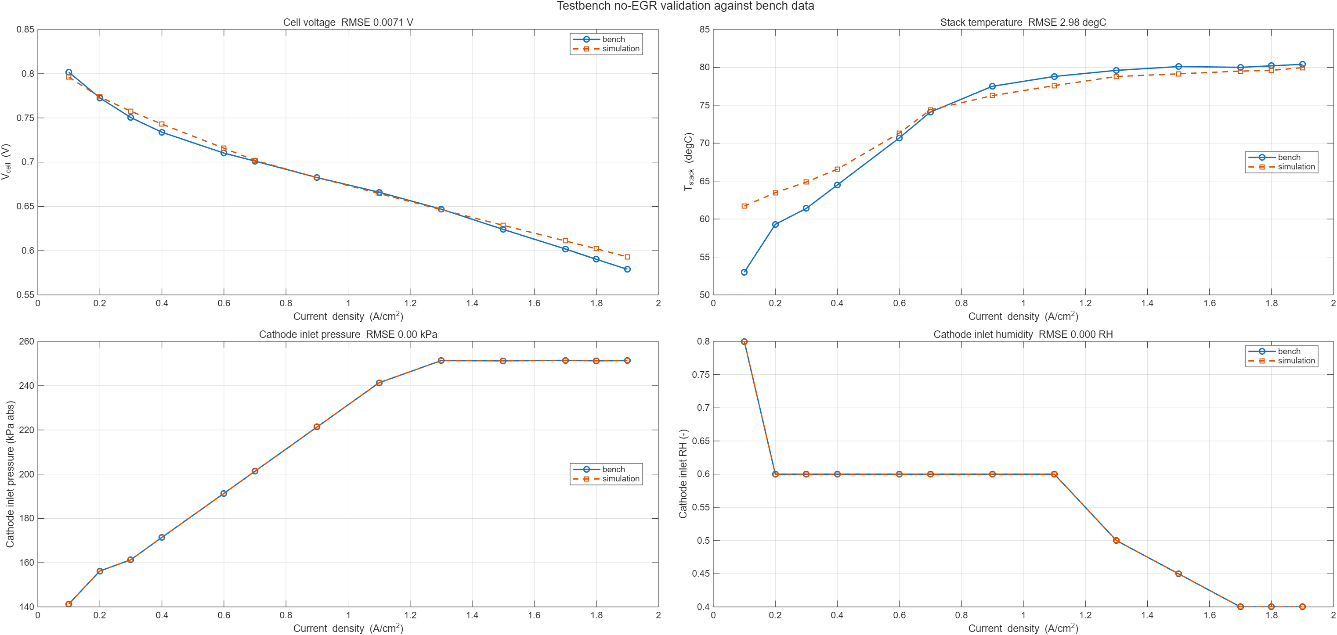 Testbench no-EGR validation against bench data
Cell voltage  RMSE 0.0071 V
0.85
0.8
0.75
0.7
0.65
0.6
0.55
V_cell (V)
bench
simulation
0 0.2 0.4 0.6 0.8 1 1.2 1.4 1.6 1.8 2
Current density (A/cm²)
Stack temperature  RMSE 2.98 degC
85
80
75
70
65
60
55
50
T_stack (degC)
bench
simulation
0 0.2 0.4 0.6 0.8 1 1.2 1.4 1.6 1.8 2
Current density (A/cm²)
Cathode inlet pressure  RMSE 0.00 kPa
260
240
220
200
180
160
140
Cathode inlet pressure (kPa abs)
bench
simulation
0 0.2 0.4 0.6 0.8 1 1.2 1.4 1.6 1.8 2
Current density (A/cm²)
Cathode inlet humidity  RMSE 0.000 RH
0.8
0.75
0.7
0.65
0.6
0.55
0.5
0.45
0.4
Cathode inlet RH (-)
bench
simulation
0 0.2 0.4 0.6 0.8 1 1.2 1.4 1.6 1.8 2
Current density (A/cm²)